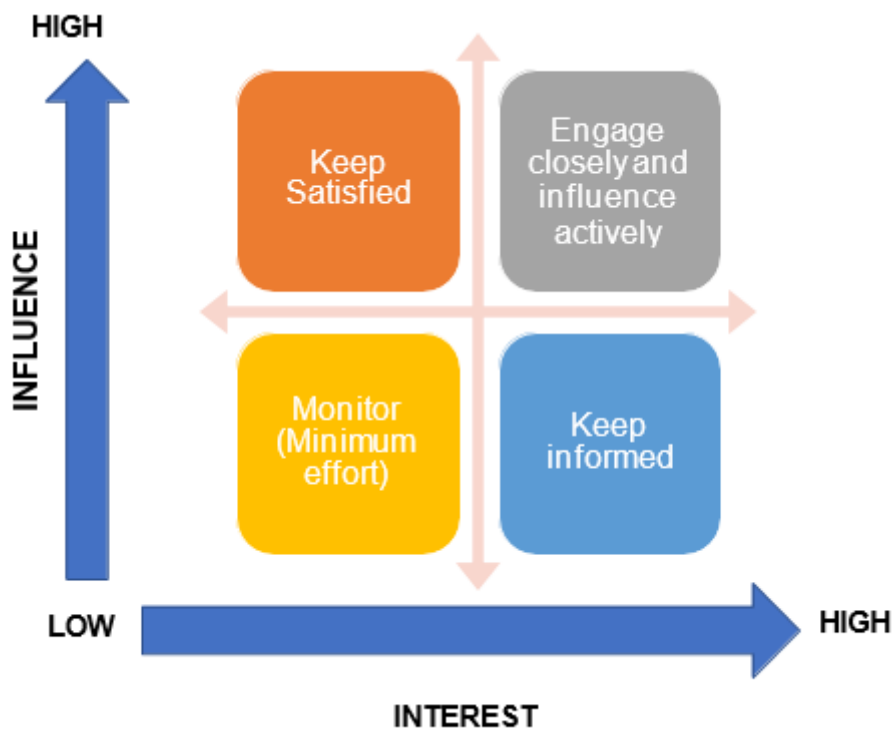 HIGH
INFLUENCE
Keep
Satisfied
Engage
closely and
influence
actively
Monitor
(Minimum
effort)
Keep
informed
LOW
HIGH
INTEREST